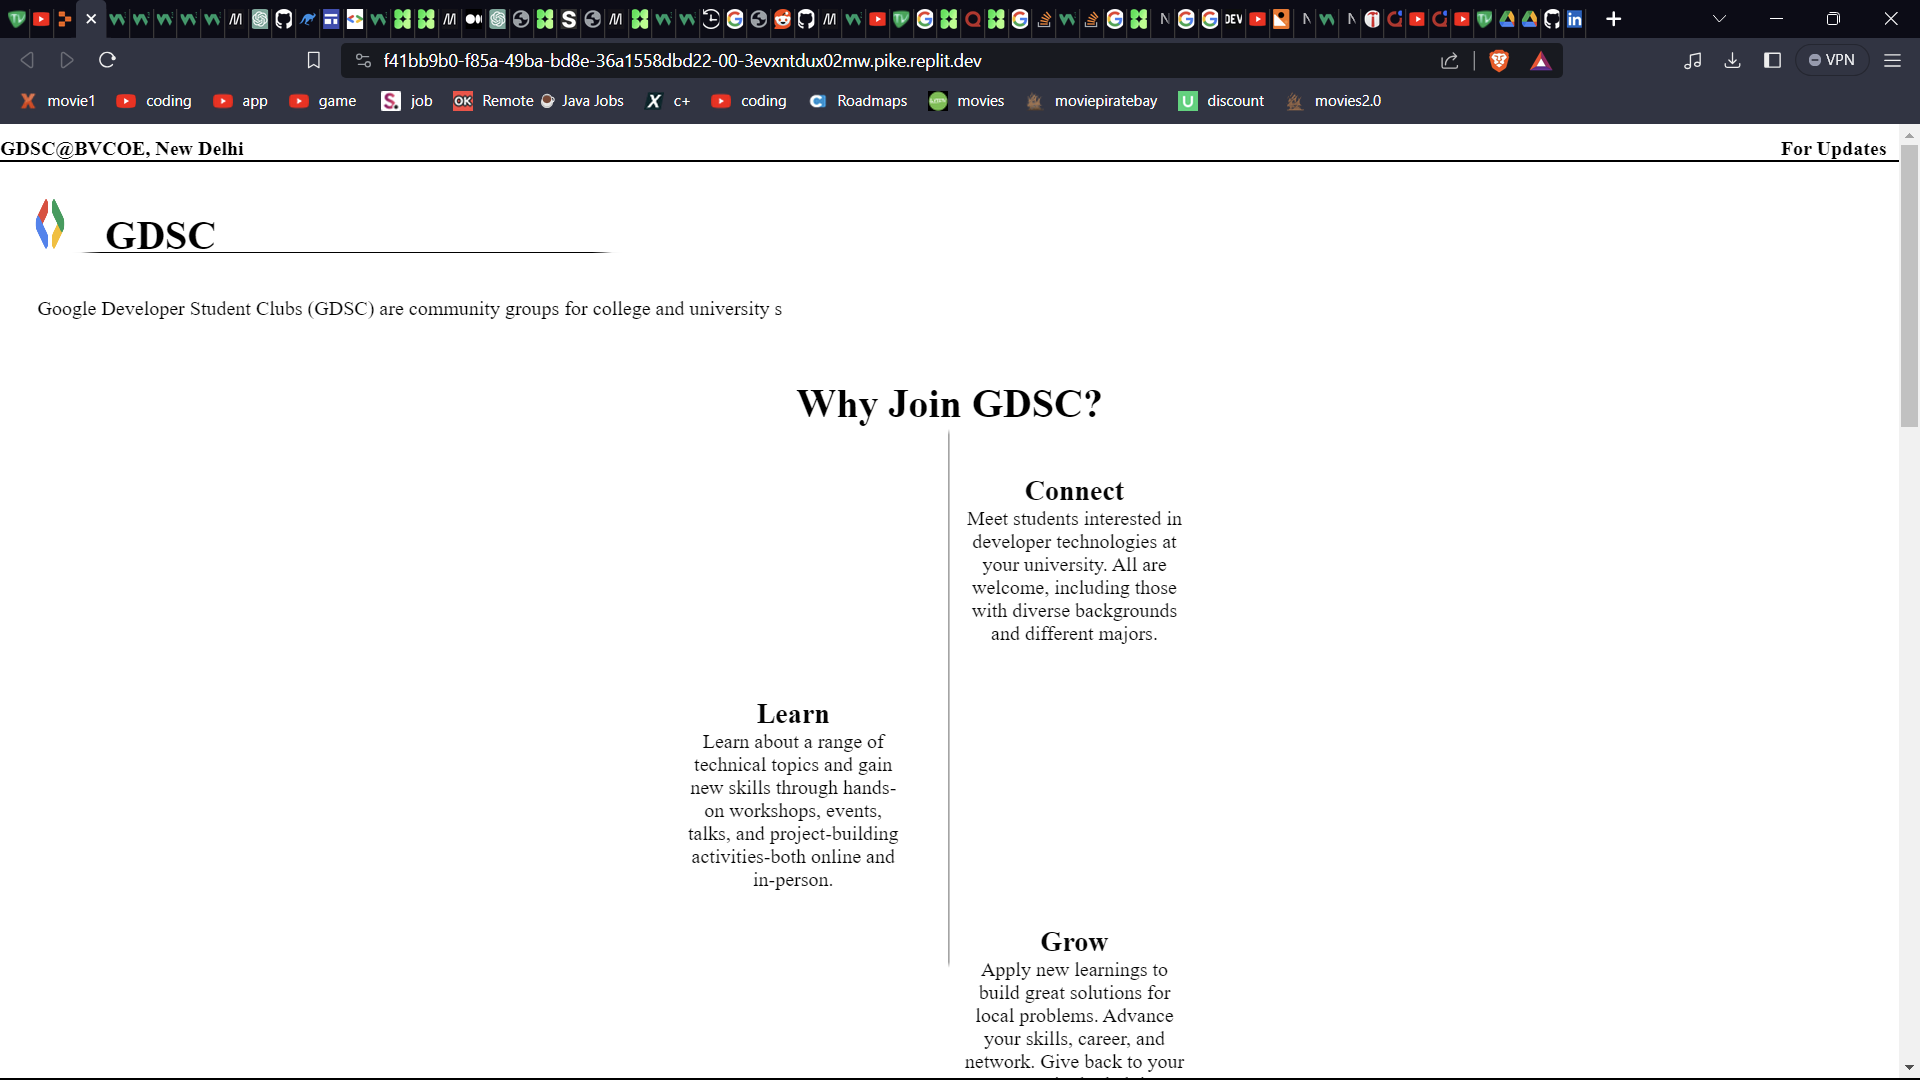 DEV
f41bb9b0-f85a-49ba-bd8e-36a1558dbd22-00-3evxntdux02mw.pike.replit.dev
VPN
movie1 coding app game job Remote Java Jobs c+ coding Roadmaps movies moviepiratebay discount movies2.0
GDSC@BVCOE, New Delhi For Updates
GDSC
Google Developer Student Clubs (GDSC) are community groups for college and university s
Why Join GDSC?
Connect
Meet students interested in
developer technologies at
your university. All are
welcome, including those
with diverse backgrounds
and different majors.
Learn
Learn about a range of
technical topics and gain
new skills through hands-
on workshops, events,
talks, and project-building
activities-both online and
in-person.
Grow
Apply new learnings to
build great solutions for
local problems. Advance
your skills, career, and
network. Give back to your